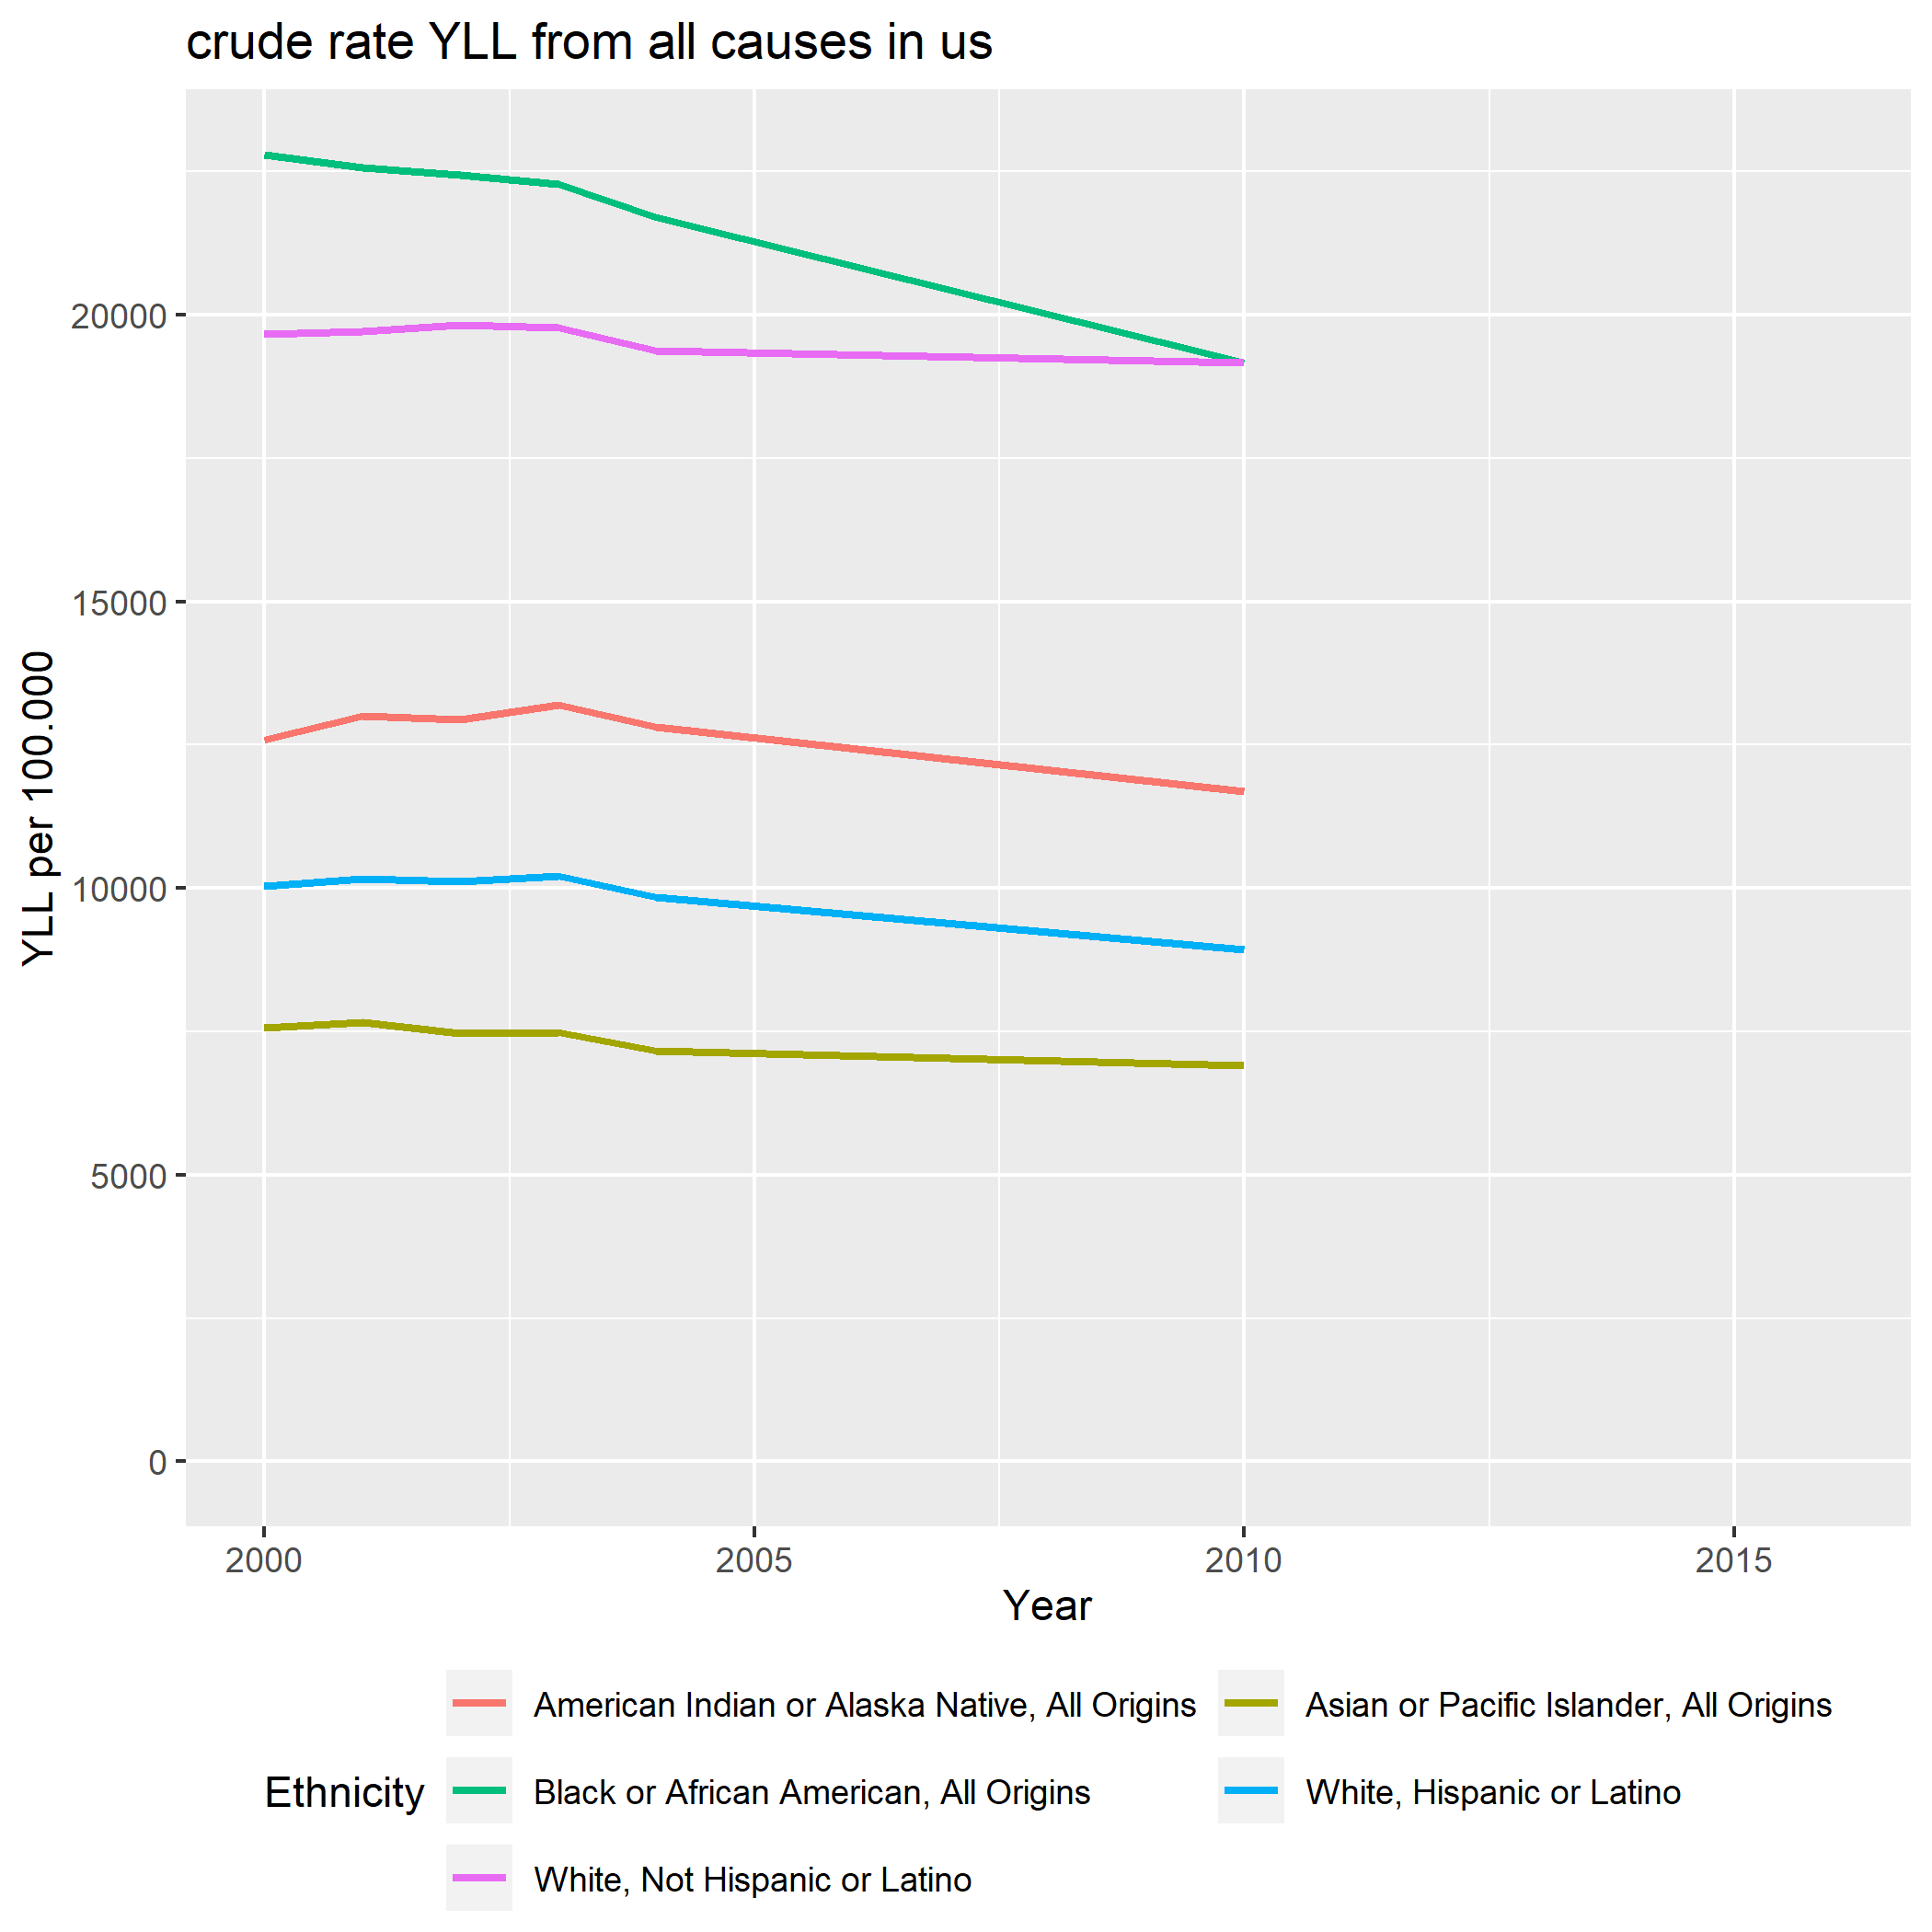 crude rate YLL from all causes in us
20000
15000
10000
5000
0
YLL per 100.000
2000 2005 2010 2015
Year
Ethnicity
American Indian or Alaska Native, All Origins
Asian or Pacific Islander, All Origins
Black or African American, All Origins
White, Hispanic or Latino
White, Not Hispanic or Latino